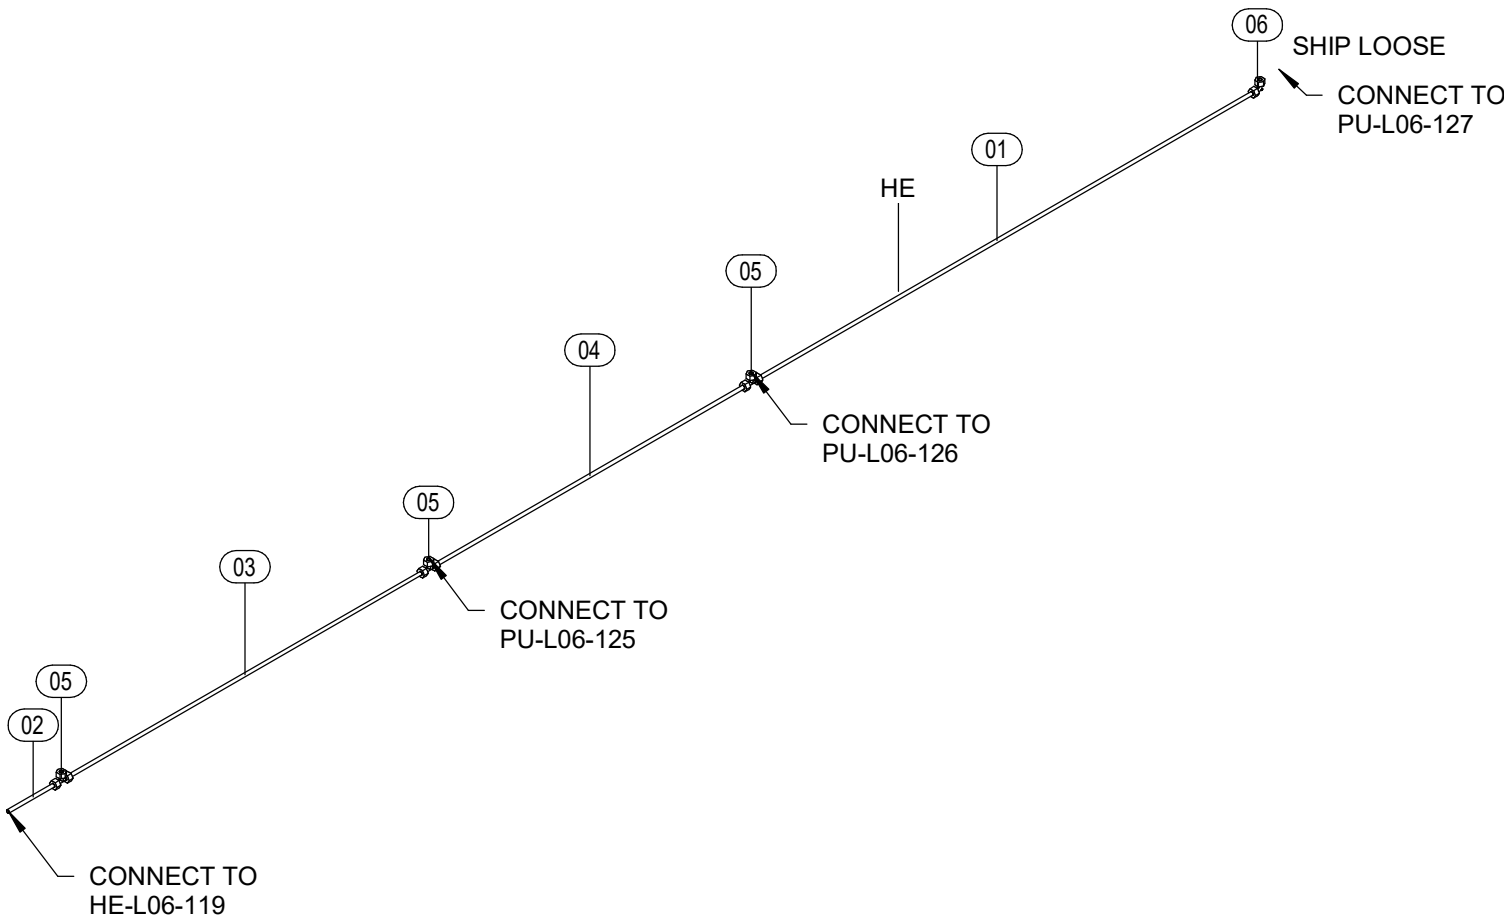 06
SHIP LOOSE
CONNECT TO
PU-L06-127
01
HE
05
04
CONNECT TO
PU-L06-126
05
03
CONNECT TO
PU-L06-125
05
02
CONNECT TO
HE-L06-119